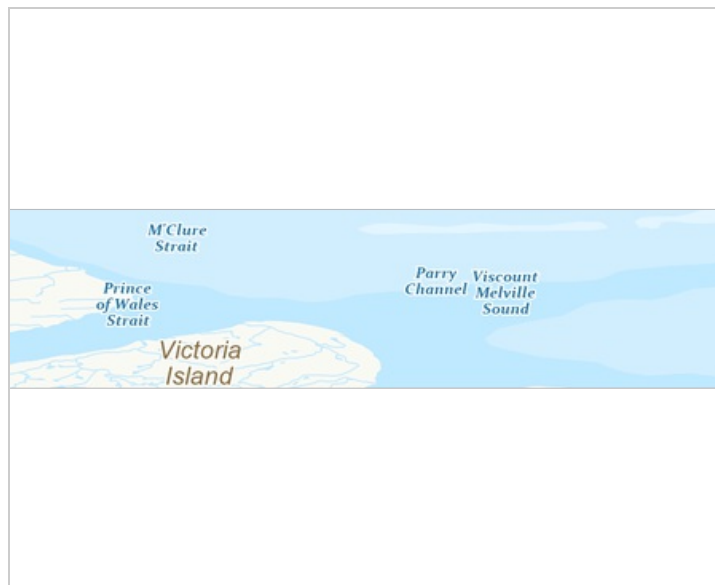 M'Clure
Strait
Parry
Channel
Viscount
Melville
Sound
Prince
of Wales
Strait
Victoria
Island